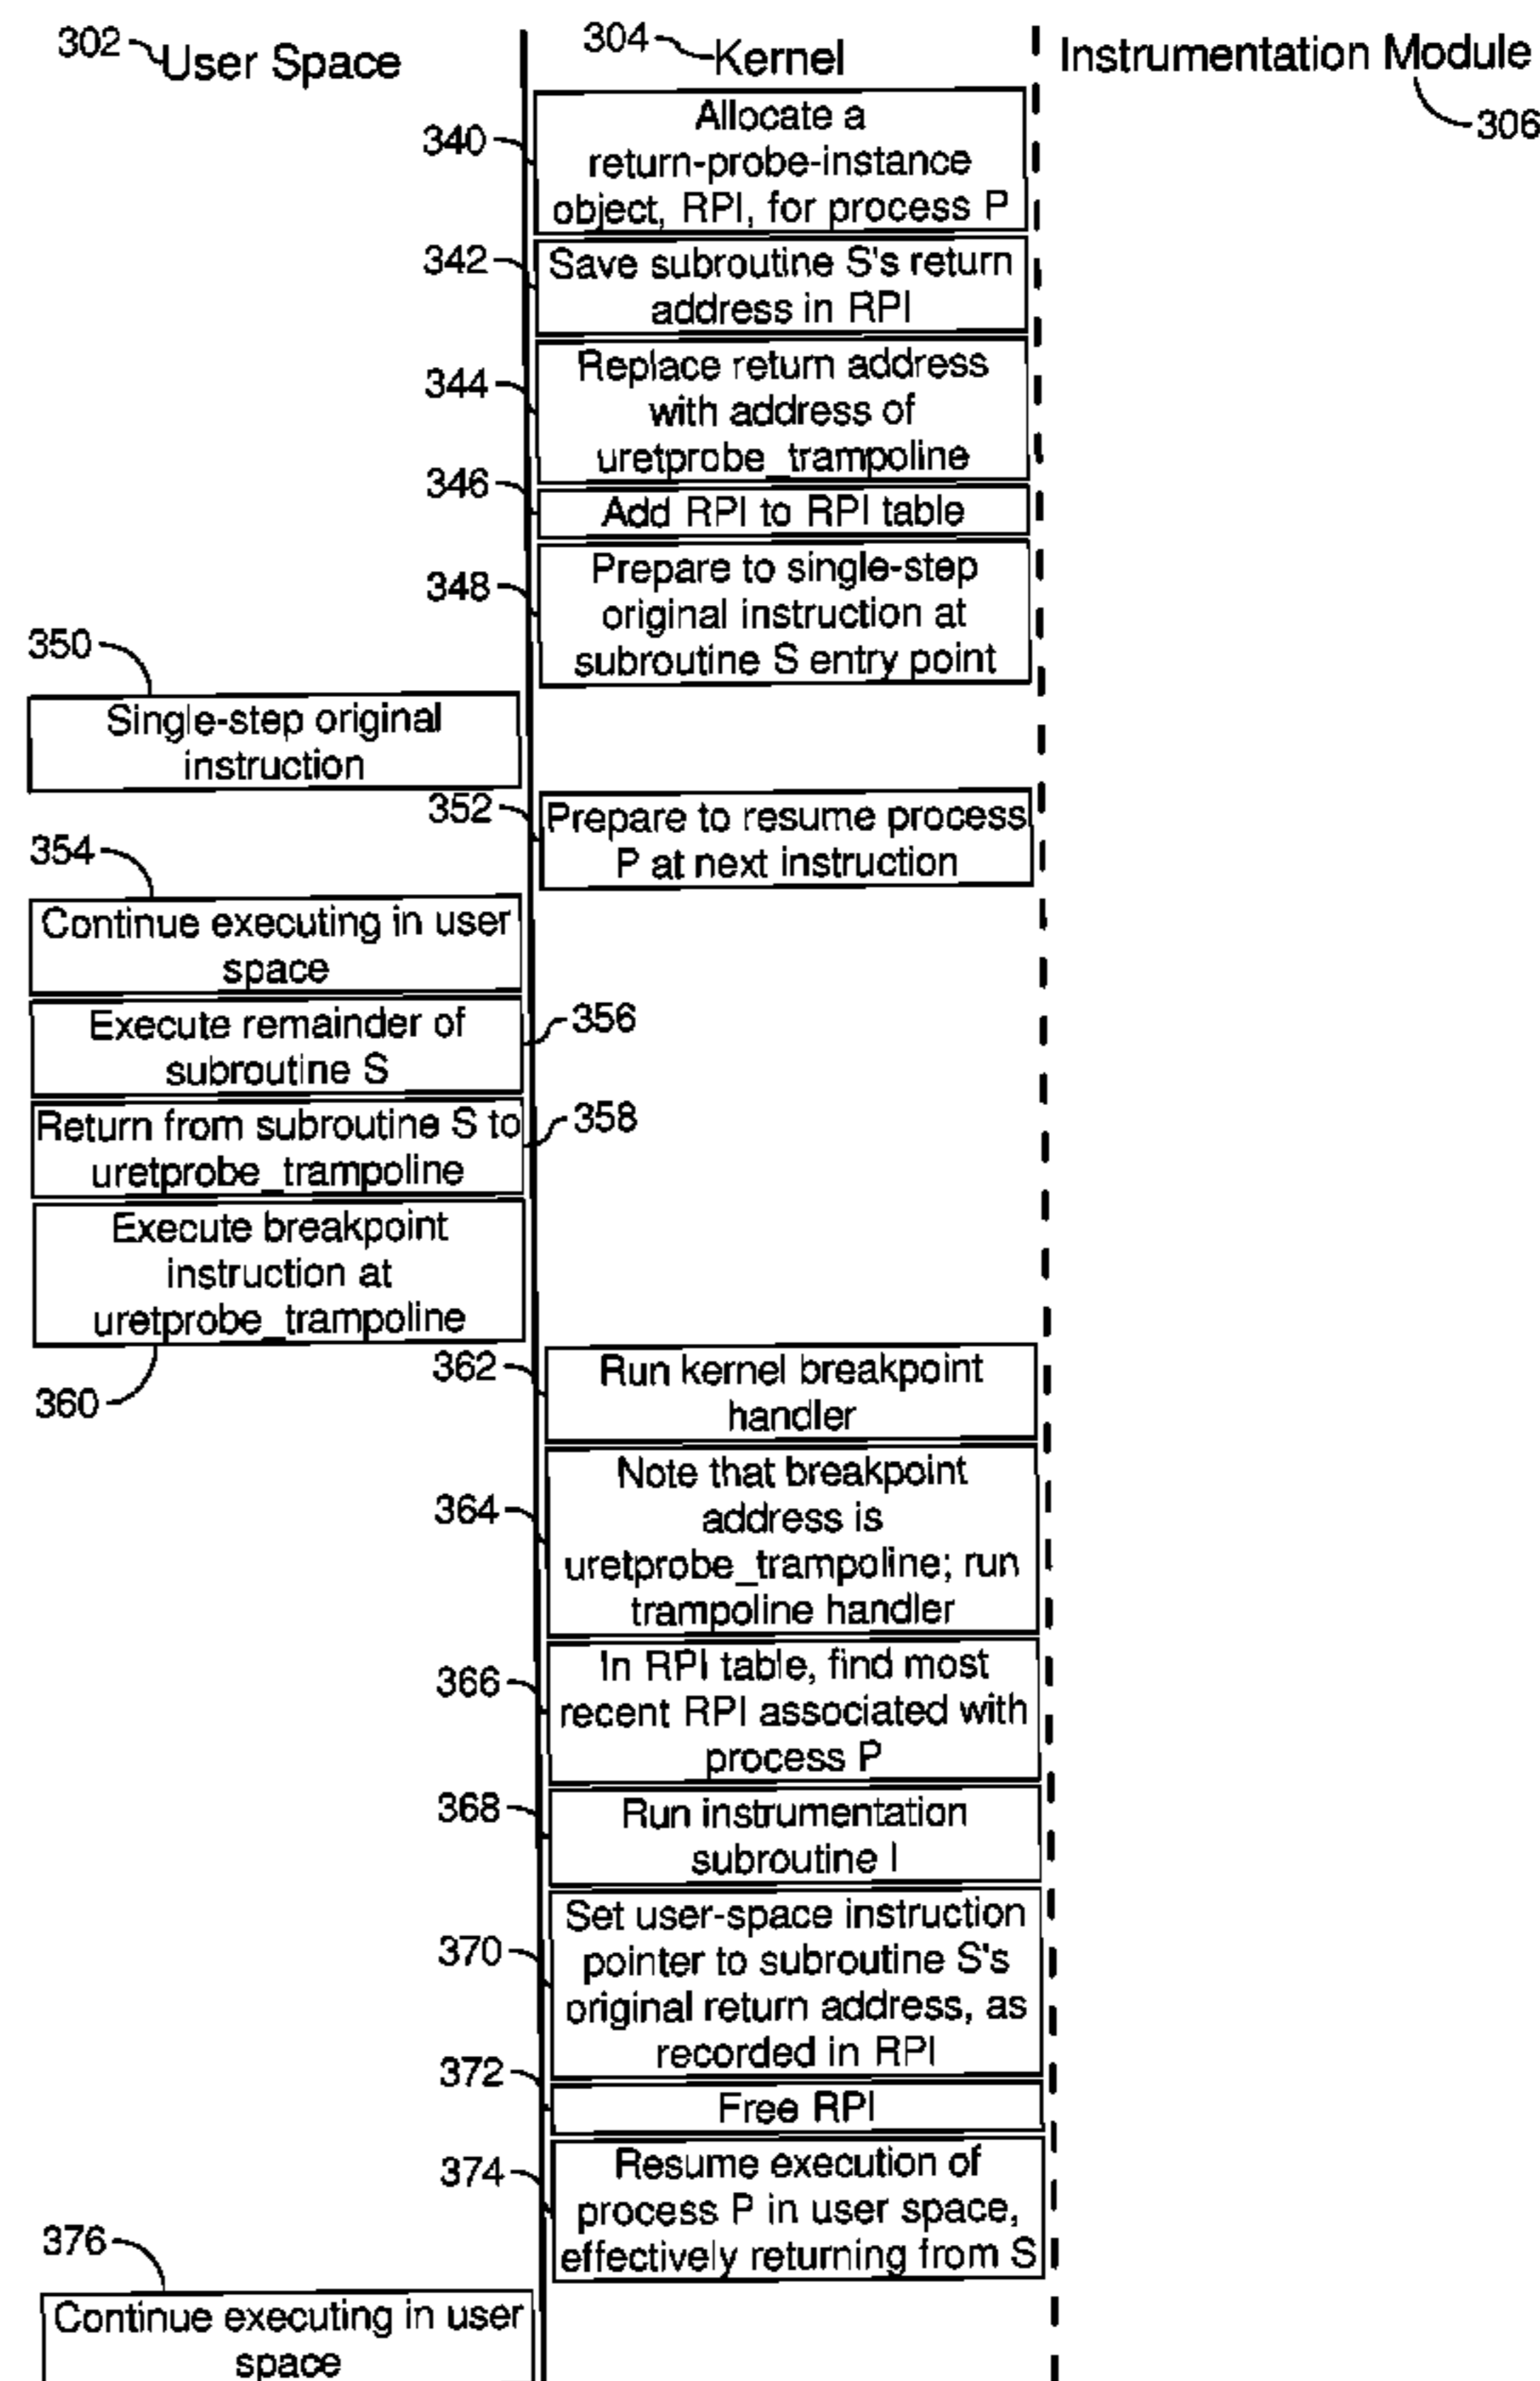 302 User Space
304 Kernel
Instrumentation Module
306
340
Allocate a
return-probe-instance
object, RPI, for process P
342
Save subroutine S's return
address in RPI
344
Replace return address
with address of
uretprobe_trampoline
346
Add RPI to RPI table
348
Prepare to single-step
original instruction at
subroutine S entry point
350
Single-step original
instruction
352
Prepare to resume process
P at next instruction
354
Continue executing in user
space
Execute remainder of
subroutine S
356
Return from subroutine S to
uretprobe_trampoline
358
Execute breakpoint
instruction at
uretprobe_trampoline
360
362
Run kernel breakpoint
handler
364
Note that breakpoint
address is
uretprobe_trampoline; run
trampoline handler
366
In RPI table, find most
recent RPI associated with
process P
368
Run instrumentation
subroutine I
370
Set user-space instruction
pointer to subroutine S's
original return address, as
recorded in RPI
372
Free RPI
374
Resume execution of
process P in user space,
effectively returning from S
376
Continue executing in user
space